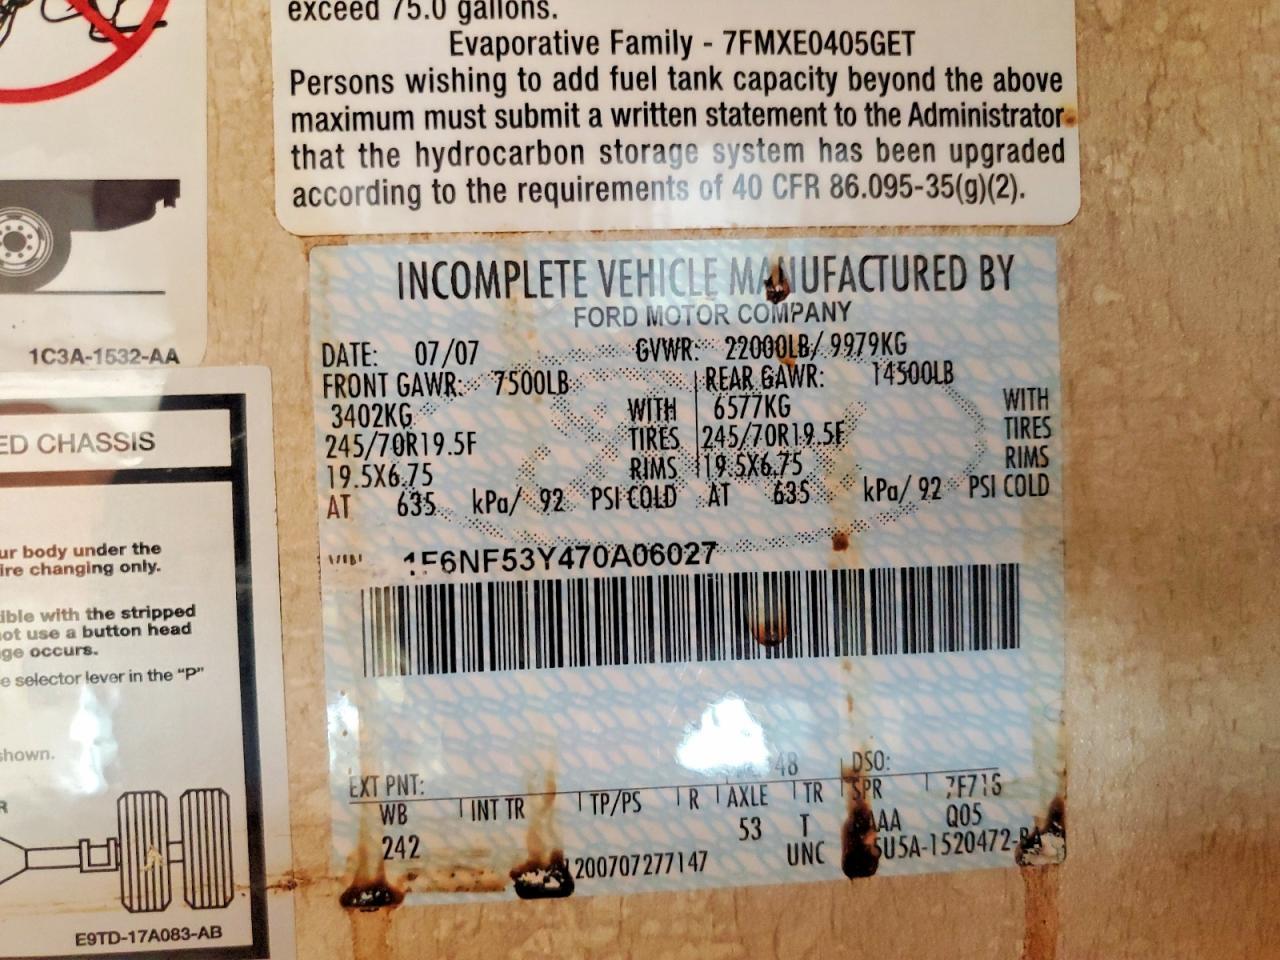 exceed 75.0 gallons.
Evaporative Family - 7FMXE0405GET
Persons wishing to add fuel tank capacity beyond the above
maximum must submit a written statement to the Administrator
that the hydrocarbon storage system has been upgraded
according to the requirements of 40 CFR 86.095-35(g)(2).
1C3A-1532-AA
INCOMPLETE VEHICLE MANUFACTURED BY
FORD MOTOR COMPANY
DATE: 07/07 GVWR: 22000LB/ 9979KG
FRONT GAWR: 7500LB REAR GAWR: 14500LB
3402KG WITH 6577KG WITH
245/70R19.5F TIRES 245/70R19.5F TIRES
19.5X6.75 RIMS 19.5X6.75 RIMS
AT 635 kPa/ 92 PSI COLD AT 635 kPa/ 92 PSI COLD
VIN: 1F6NF53Y470A06027
EXT PNT: 48 DSO:
WB INT TR TP/PS R AXLE TR SPR 7F71S
242 53 T AAA Q05
200707277147 UNC 5U5A-1520472-BA
ED CHASSIS
ur body under the
ire changing only.
ible with the stripped
not use a button head
ge occurs.
e selector lever in the "P"
shown.
R
E9TD-17A083-AB